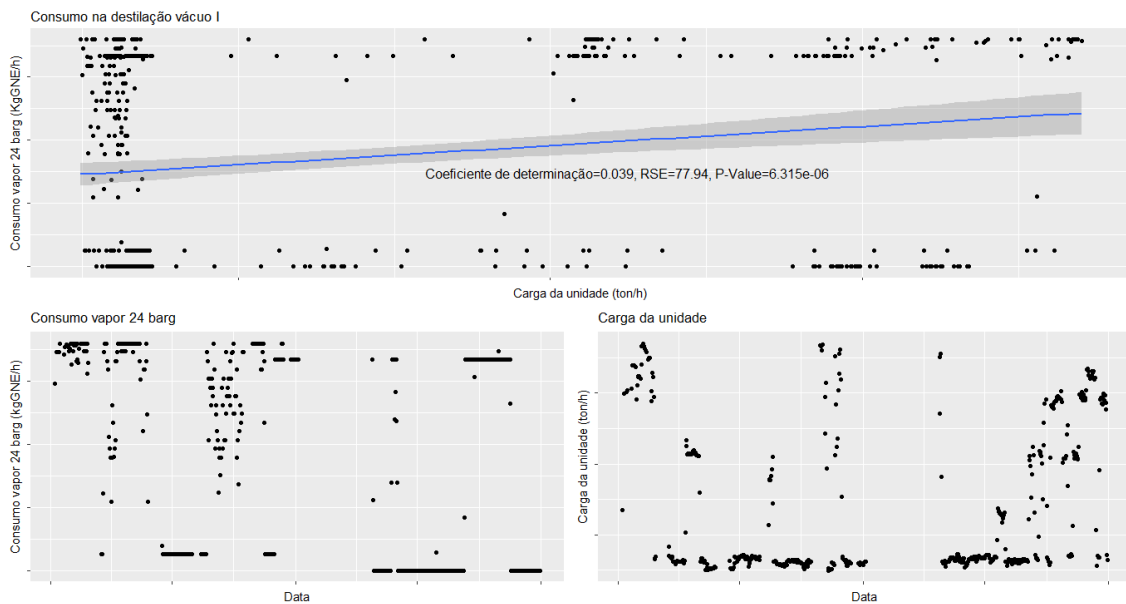 Consumo na destilação vácuo I
Consumo vapor 24 barg (KgGNE/h)
Coeficiente de determinação=0.039, RSE=77.94, P-Value=6.315e-06
Carga da unidade (ton/h)
Consumo vapor 24 barg
Consumo vapor 24 barg (kgGNE/h)
Data
Carga da unidade
Carga da unidade (ton/h)
Data